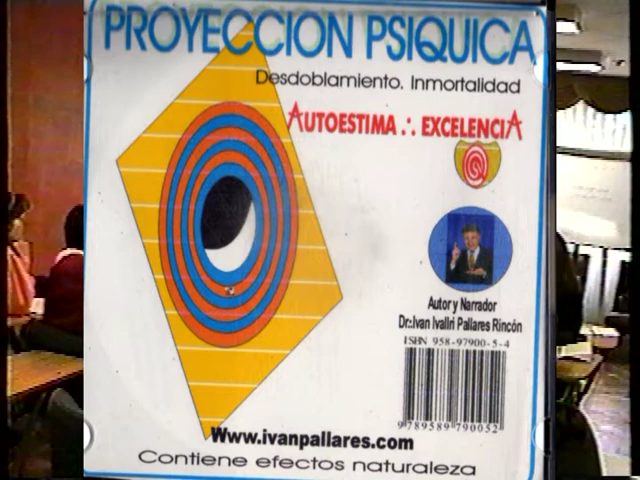 PROYECCION PSIQUICA
Desdoblamiento. Inmortalidad
AUTOESTIMA ∴ EXCELENCIA
Autor y Narrador
Dr:.Ivan Ivallri Pallares Rincón
ISBN 958-97900-5-4
9789589790052
www.ivanpallares.com
Contiene efectos naturaleza